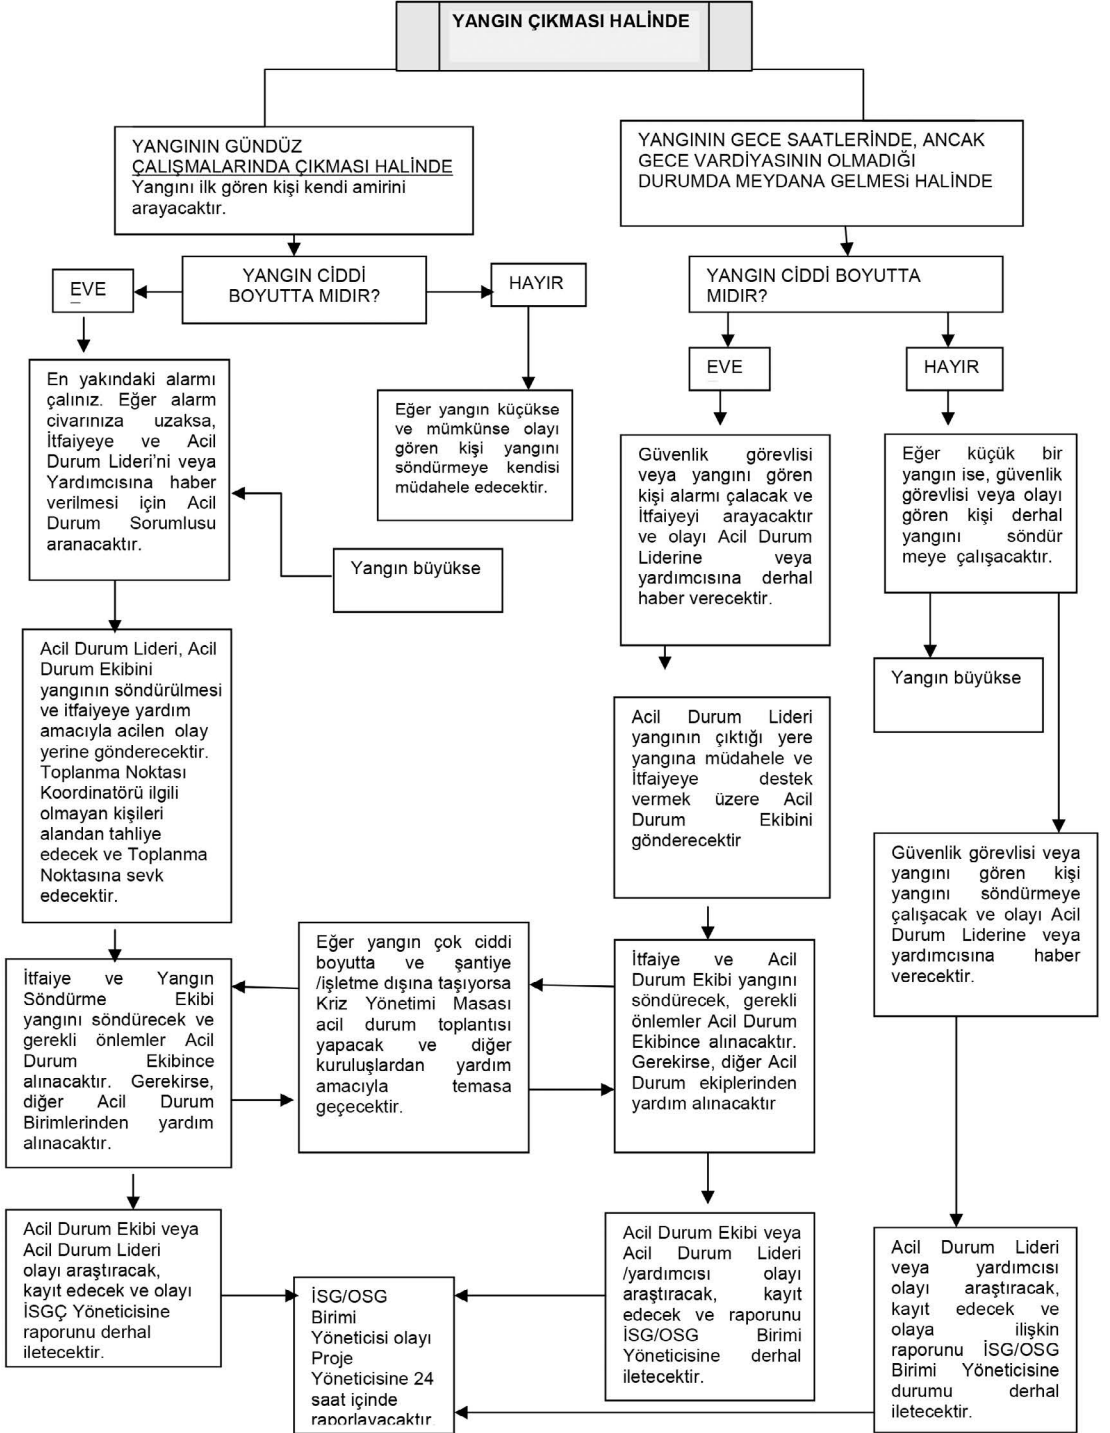 YANGIN ÇIKMASI HALİNDE
YANGININ GÜNDÜZ
ÇALIŞMALARINDA ÇIKMASI HALİNDE
Yangını ilk gören kişi kendi amirini
arayacaktır.
YANGININ GECE SAATLERİNDE, ANCAK
GECE VARDİYASININ OLMADIĞI
DURUMDA MEYDANA GELMESi HALİNDE
EVE
YANGIN CİDDİ
BOYUTTA MIDIR?
HAYIR
YANGIN CİDDİ BOYUTTA
MIDIR?
EVE
HAYIR
En yakındaki alarmı
çalınız. Eğer alarm
civarınıza uzaksa,
İtfaiyeye ve Acil
Durum Lideri'ni veya
Yardımcısına haber
verilmesi için Acil
Durum Sorumlusu
aranacaktır.
Eğer yangın küçükse
ve mümkünse olayı
gören kişi yangını
söndürmeye kendisi
müdahele edecektir.
Yangın büyükse
Güvenlik görevlisi
veya yangını gören
kişi alarmı çalacak ve
İtfaiyeyi arayacaktır
ve olayı Acil Durum
Liderine veya
yardımcısına derhal
haber verecektir.
Eğer küçük bir
yangın ise, güvenlik
görevlisi veya olayı
gören kişi derhal
yangını söndür
meye çalışacaktır.
Yangın büyükse
Acil Durum Lideri, Acil
Durum Ekibini
yangının söndürülmesi
ve itfaiyeye yardım
amacıyla acilen olay
yerine gönderecektir.
Toplanma Noktası
Koordinatörü ilgili
olmayan kişileri
alandan tahliye
edecek ve Toplanma
Noktasına sevk
edecektir.
Acil Durum Lideri
yangının çıktığı yere
yangına müdahele ve
İtfaiyeye destek
vermek üzere Acil
Durum Ekibini
gönderecektir
Güvenlik görevlisi veya
yangını gören kişi
yangını söndürmeye
çalışacak ve olayı Acil
Durum Liderine veya
yardımcısına haber
verecektir.
İtfaiye ve Yangın
Söndürme Ekibi
yangını söndürecek ve
gerekli önlemler Acil
Durum Ekibince
alınacaktır. Gerekirse,
diğer Acil Durum
Birimlerinden yardım
alınacaktır.
Eğer yangın çok ciddi
boyutta ve şantiye
/işletme dışına taşıyorsa
Kriz Yönetimi Masası
acil durum toplantısı
yapacak ve diğer
kuruluşlardan yardım
amacıyla temasa
geçecektir.
İtfaiye ve Acil
Durum Ekibi yangını
söndürecek, gerekli
önlemler Acil Durum
Ekibince alınacaktır.
Gerekirse, diğer Acil
Durum ekiplerinden
yardım alınacaktır
Acil Durum Ekibi veya
Acil Durum Lideri
olayı araştıracak,
kayıt edecek ve olayı
İSGÇ Yöneticisine
raporunu derhal
iletecektir.
İSG/OSG
Birimi
Yöneticisi olayı
Proje
Yöneticisine 24
saat içinde
raporlayacaktır.
Acil Durum Ekibi veya
Acil Durum Lideri
/yardımcısı olayı
araştıracak, kayıt
edecek ve raporunu
İSG/OSG Birimi
Yöneticisine derhal
iletecektir.
Acil Durum Lideri
veya yardımcısı
olayı araştıracak,
kayıt edecek ve
olaya ilişkin
raporunu İSG/OSG
Birimi Yöneticisine
durumu derhal
iletecektir.